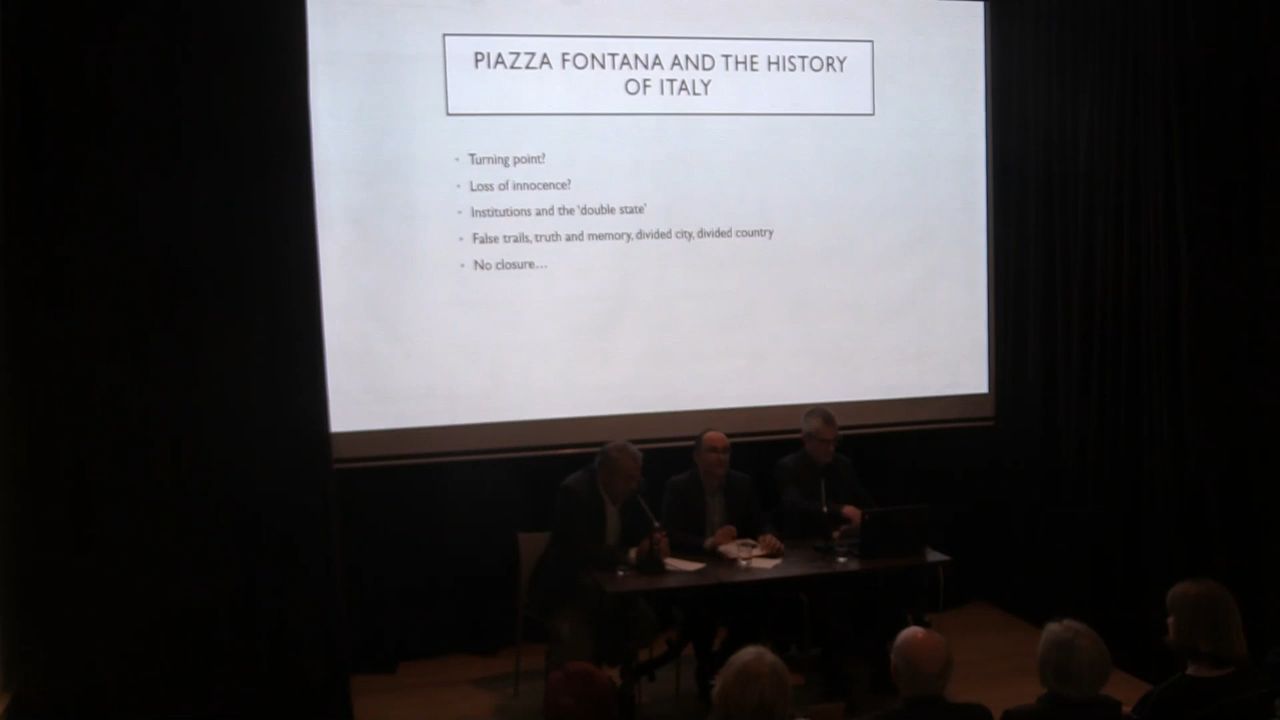 PIAZZA FONTANA AND THE HISTORY
OF ITALY
• Turning point?
• Loss of innocence?
• Institutions and the 'double state'
• False trails, truth and memory, divided city, divided country
• No closure...